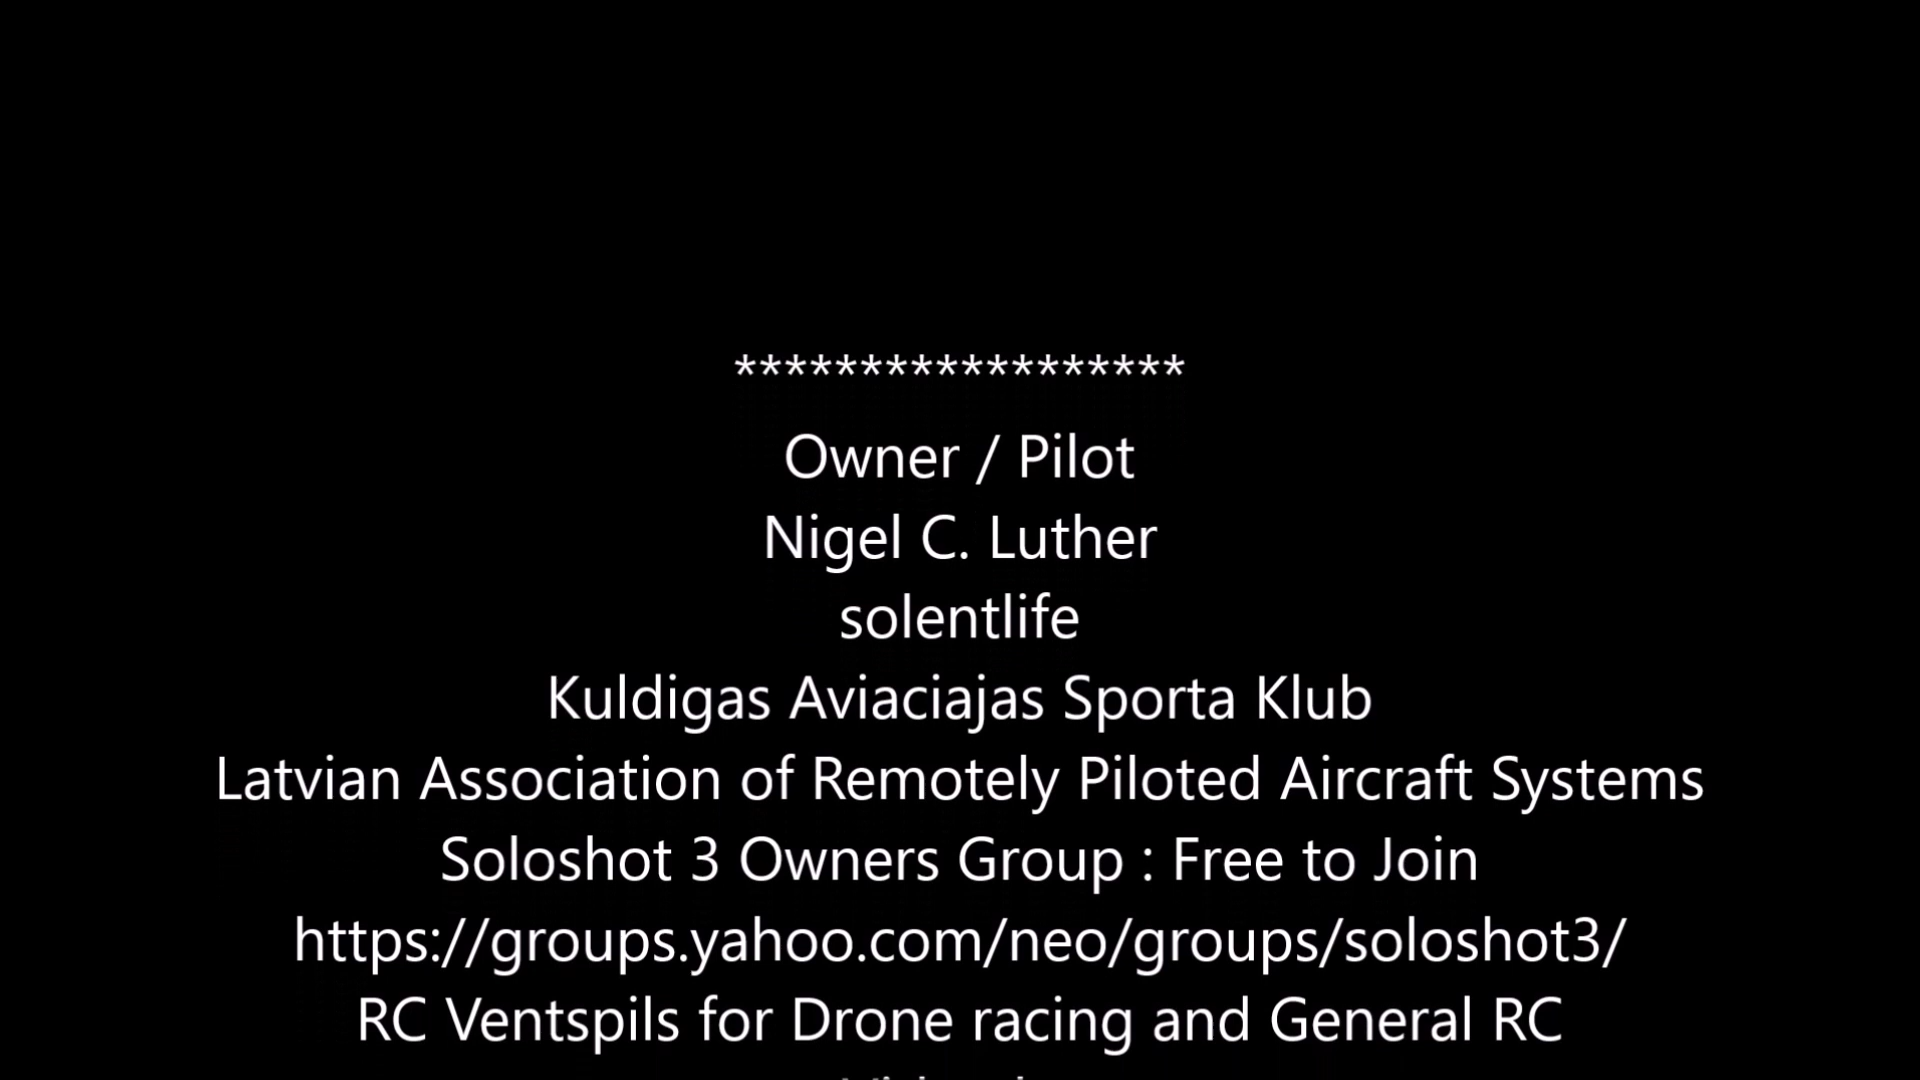 ******************
Owner / Pilot
Nigel C. Luther
solentlife
Kuldigas Aviaciajas Sporta Klub
Latvian Association of Remotely Piloted Aircraft Systems
Soloshot 3 Owners Group : Free to Join
https://groups.yahoo.com/neo/groups/soloshot3/
RC Ventspils for Drone racing and General RC